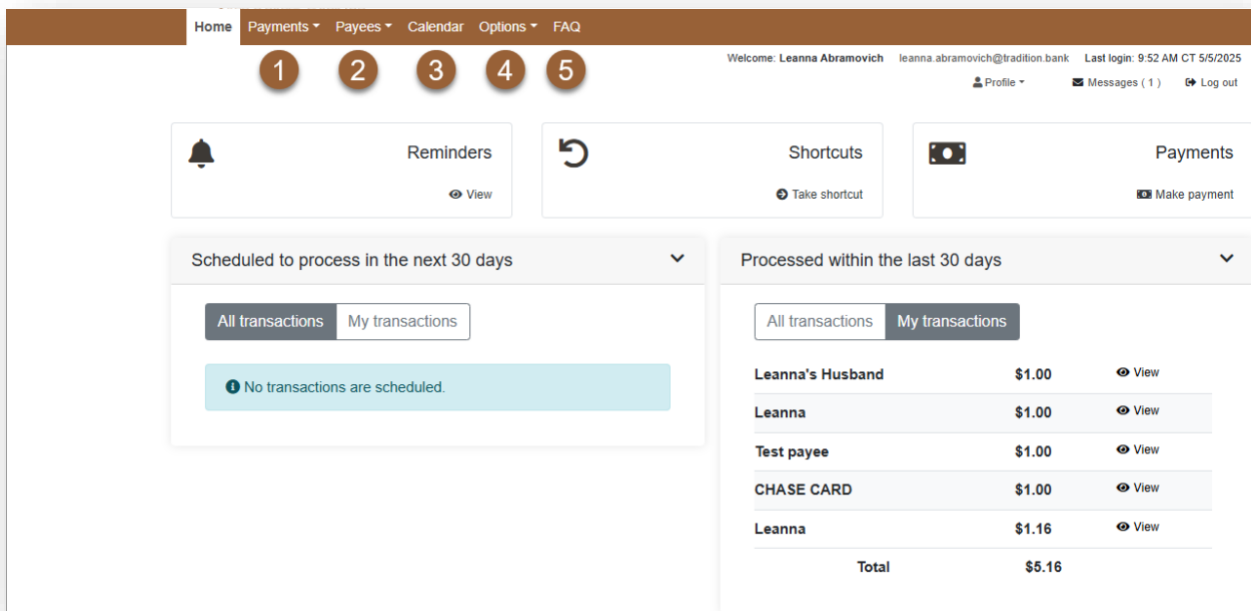 Home Payments Payees Calendar Options FAQ
1 2 3 4 5
Welcome: Leanna Abramovich leanna.abramovich@tradition.bank Last login: 9:52 AM CT 5/5/2025
Profile Messages ( 1 ) Log out
Reminders
View
Shortcuts
Take shortcut
Payments
Make payment
Scheduled to process in the next 30 days
All transactions My transactions
No transactions are scheduled.
Processed within the last 30 days
All transactions My transactions
Leanna's Husband $1.00 View
Leanna $1.00 View
Test payee $1.00 View
CHASE CARD $1.00 View
Leanna $1.16 View
Total $5.16